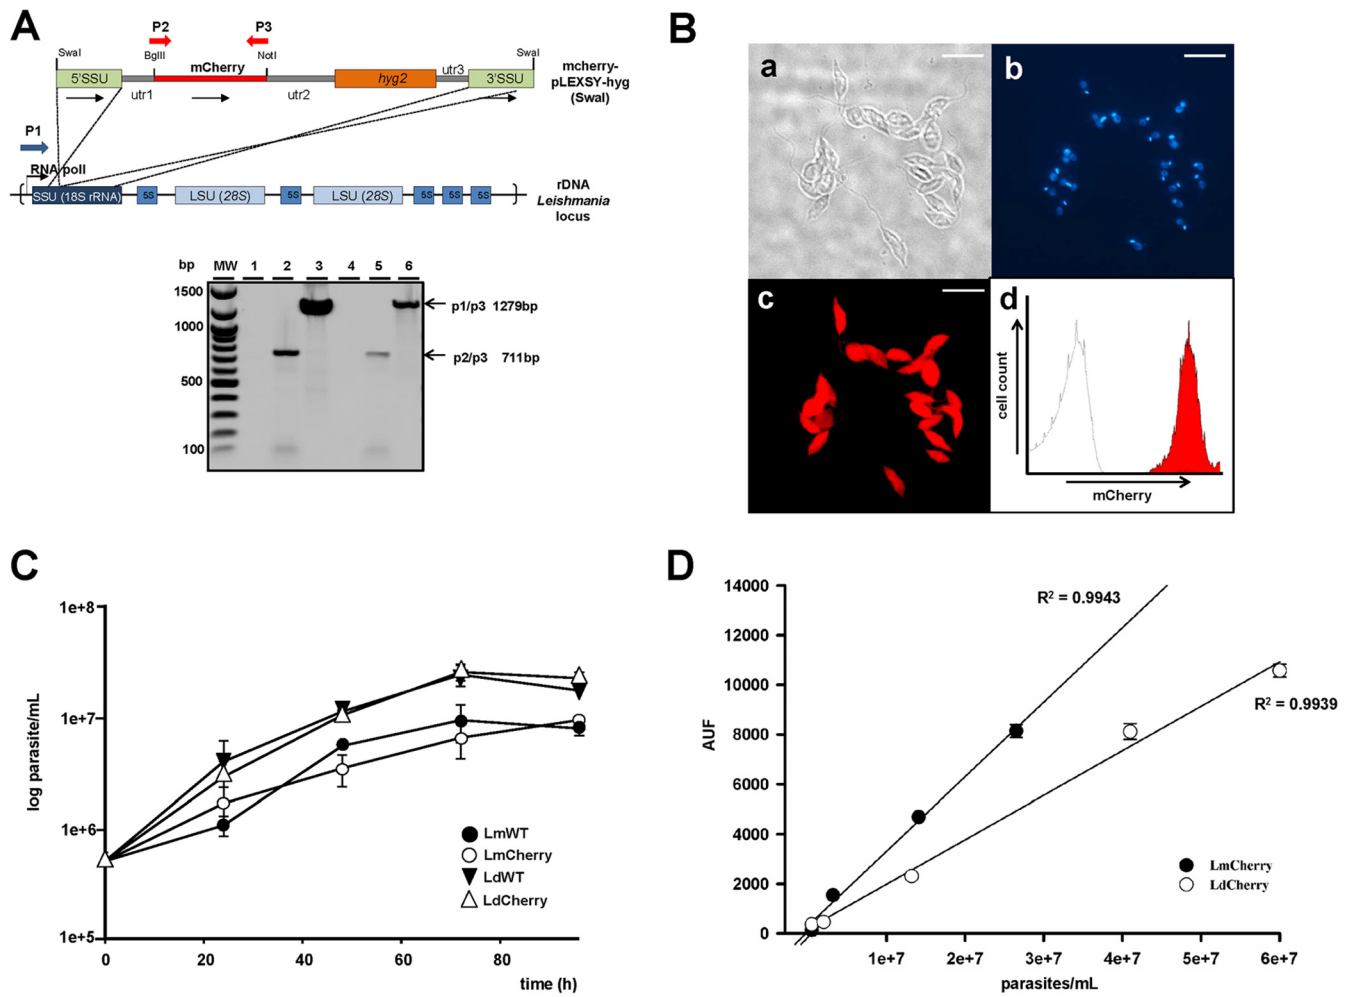 A
P2
P3
SwaI
BglII
mCherry
NotI
SwaI
5'SSU
hyg2
utr3
3'SSU
mcherry-
pLEXSY-hyg
(SwaI)
utr1
utr2
P1
RNA polI
SSU (18S rRNA)
5S
LSU (28S)
5S
LSU (28S)
5S
5S
5S
rDNA
Leishmania
locus
bp
MW
1
2
3
4
5
6
1500
1000
500
100
p1/p3 1279bp
p2/p3 711bp
B
a
b
c
d
cell count
mCherry
C
1e+8
1e+7
1e+6
1e+5
log parasite/mL
0
20
40
60
80
time (h)
LmWT
LmCherry
LdWT
LdCherry
D
14000
12000
10000
8000
6000
4000
2000
0
AUF
R² = 0.9943
R² = 0.9939
LmCherry
LdCherry
1e+7
2e+7
3e+7
4e+7
5e+7
6e+7
parasites/mL